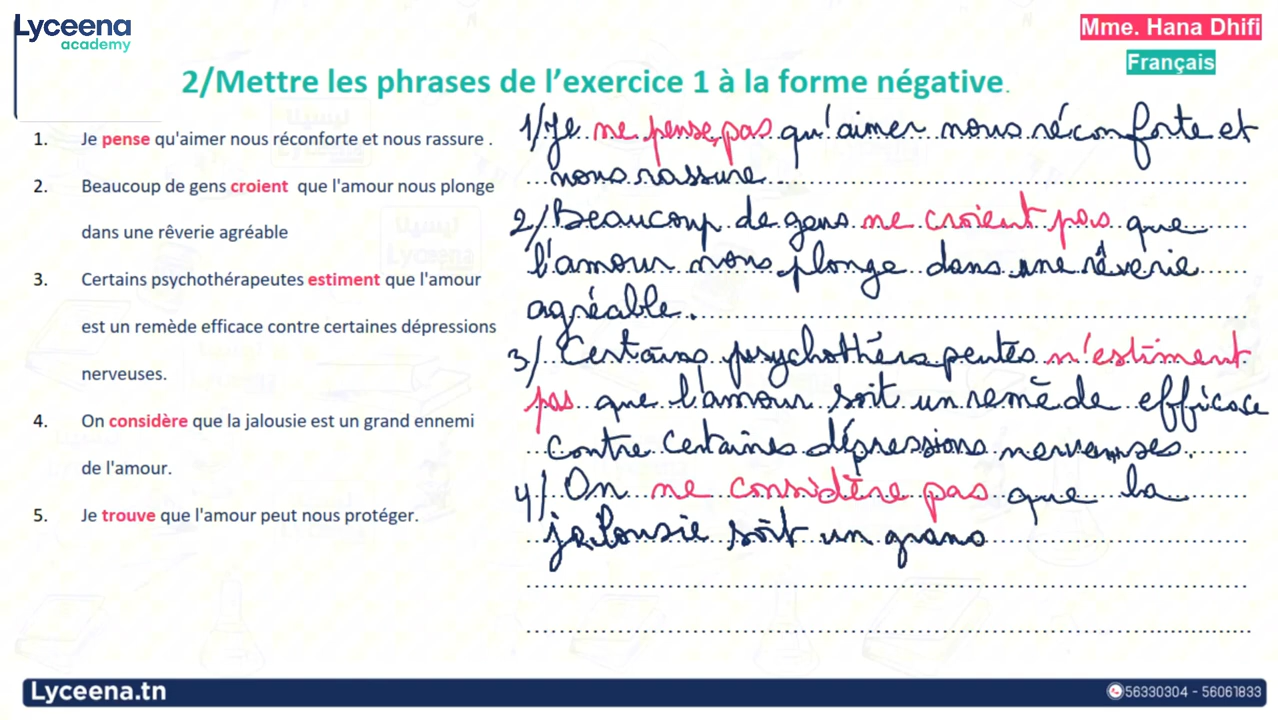 Lyceena
academy
Mme. Hana Dhifi
Français
2/Mettre les phrases de l'exercice 1 à la forme négative.
1. Je pense qu'aimer nous réconforte et nous rassure .
2. Beaucoup de gens croient que l'amour nous plonge
dans une rêverie agréable
3. Certains psychothérapeutes estiment que l'amour
est un remède efficace contre certaines dépressions
nerveuses.
4. On considère que la jalousie est un grand ennemi
de l'amour.
5. Je trouve que l'amour peut nous protéger.
1/ Je ne pense pas qu'aimer nous réconforte et
nous rassure
2/ Beaucoup de gens ne croient pas que
l'amour nous plonge dans une rêverie
agréable.
3/ Certains psychothérapeutes n'estiment
pas que l'amour soit un remède efficace
contre certaines dépressions nerveuses.
4/ On ne considère pas que la
jalousie soit un grand
Lyceena.tn
56330304 - 56061833